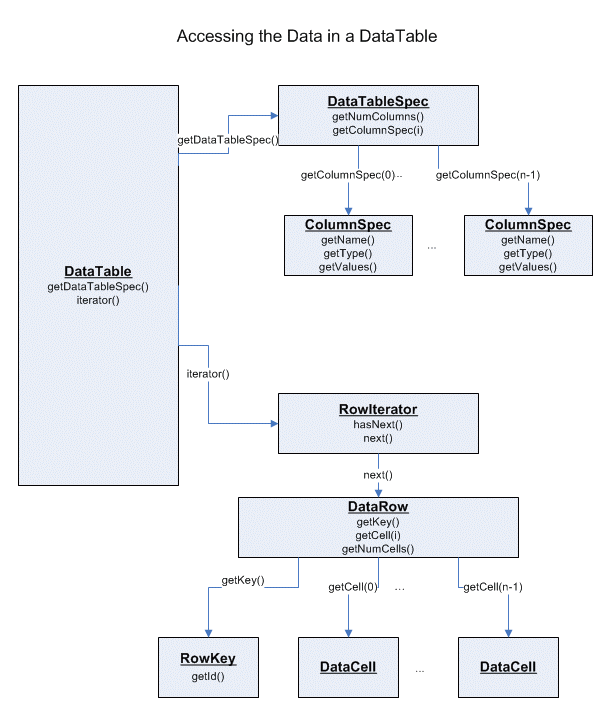 Accessing the Data in a DataTable
DataTable
getDataTableSpec()
iterator()
getDataTableSpec()
DataTableSpec
getNumColumns()
getColumnSpec(i)
getColumnSpec(0)
...
getColumnSpec(n-1)
ColumnSpec
getName()
getType()
getValues()
...
ColumnSpec
getName()
getType()
getValues()
iterator()
RowIterator
hasNext()
next()
next()
DataRow
getKey()
getCell(i)
getNumCells()
getKey()
getCell(0)
...
getCell(n-1)
RowKey
getId()
DataCell
...
DataCell